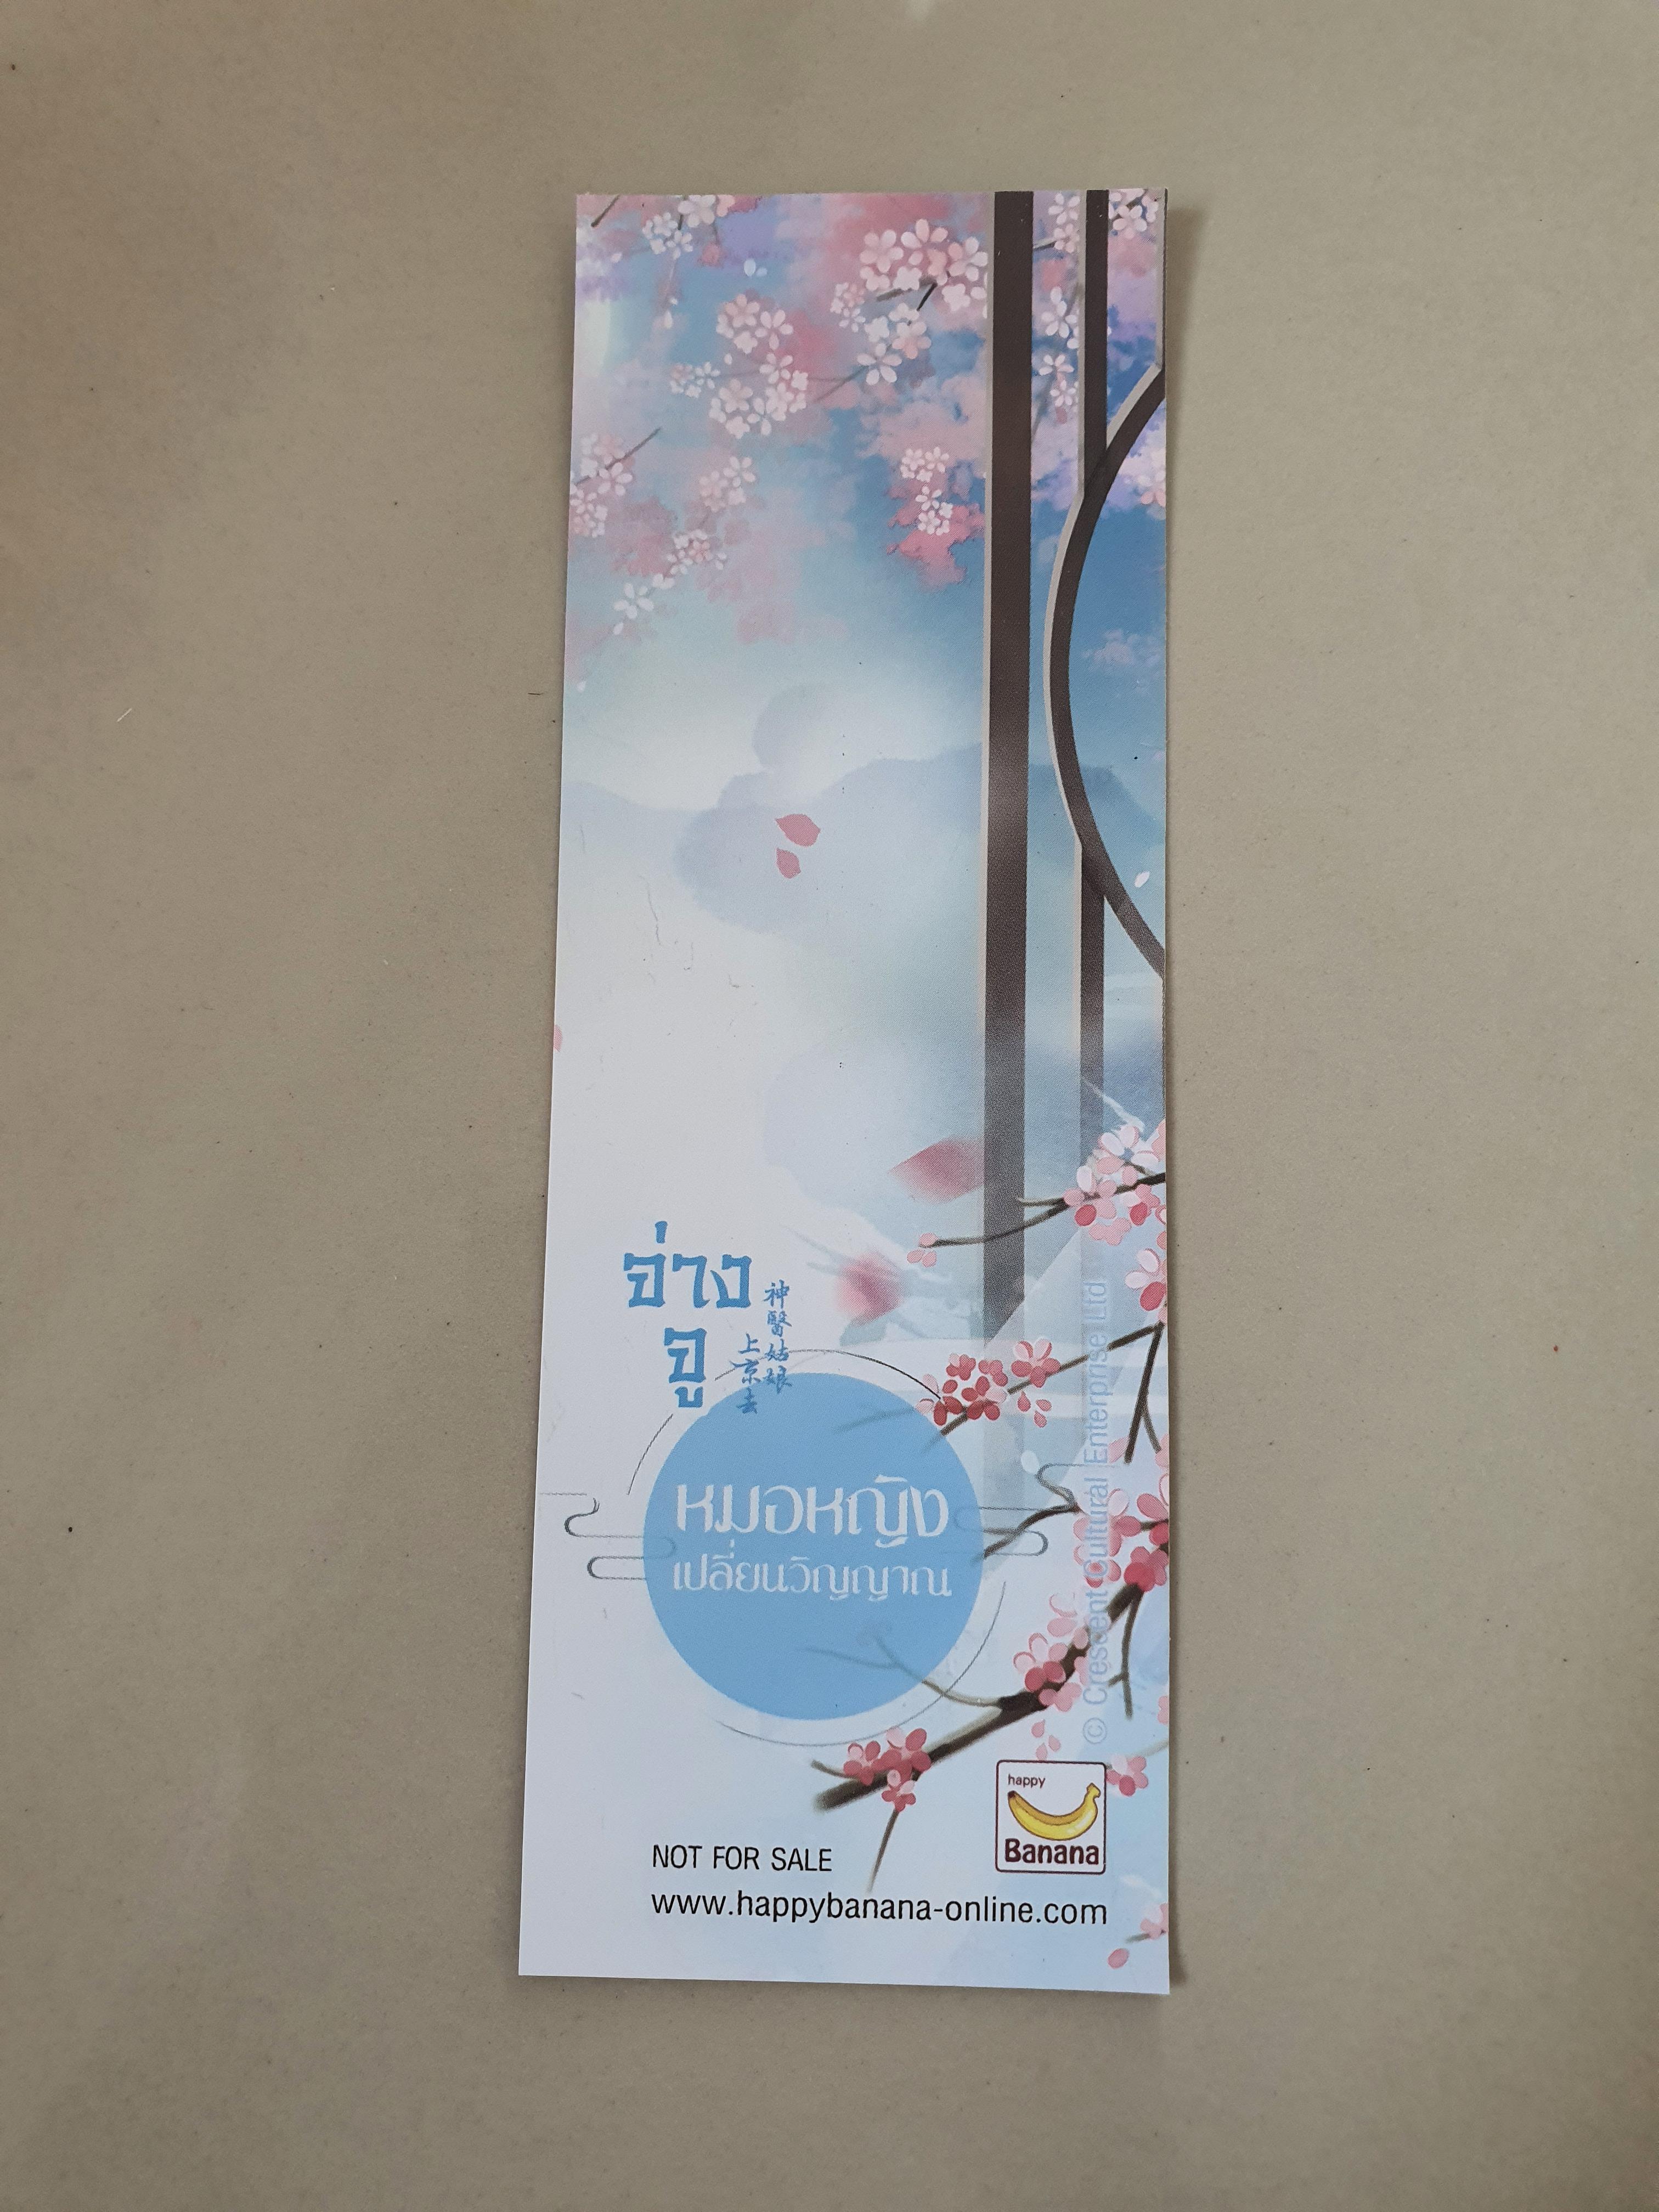 จ่าง
จู
神醫姑娘
上京去
หมอหญิง
เปลี่ยนวิญญาณ
© Crescent Cultural Enterprise Ltd
happy
Banana
NOT FOR SALE
www.happybanana-online.com